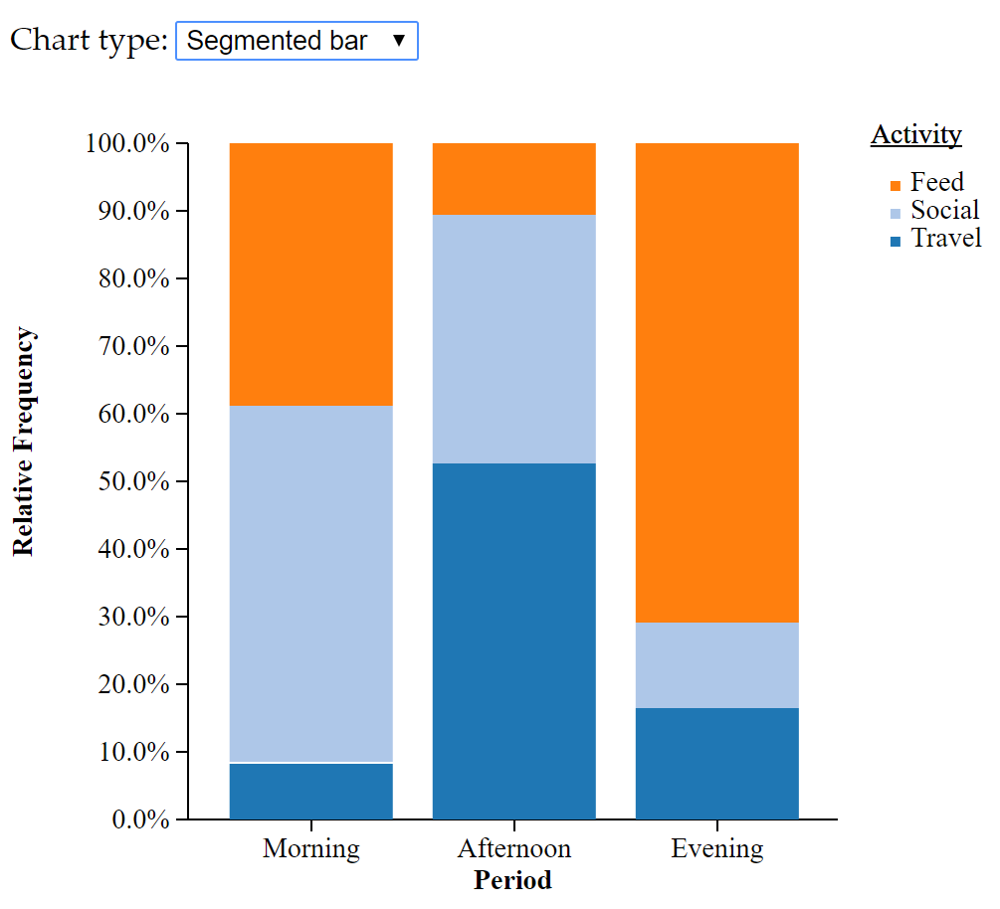 Chart type: Segmented bar ▼
Activity
Feed
Social
Travel
100.0%
90.0%
80.0%
70.0%
60.0%
50.0%
40.0%
30.0%
20.0%
10.0%
0.0%
Relative Frequency
Morning Afternoon Evening
Period